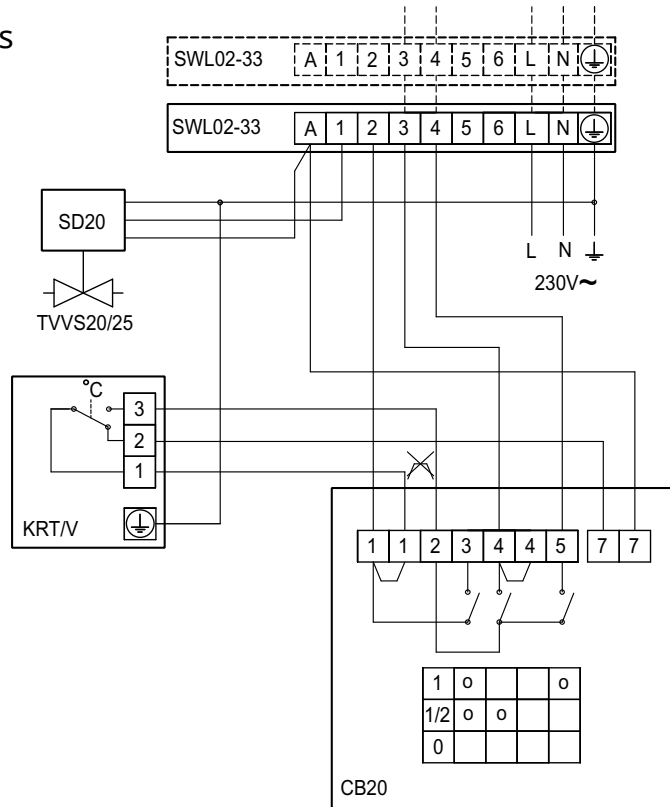 s
SWL02-33 A 1 2 3 4 5 6 L N
SWL02-33 A 1 2 3 4 5 6 L N
SD20
L N
230V~
TVVS20/25
°C
3
2
1
KRT/V
1 1 2 3 4 4 5 7 7
1 o o
1/2 o o
0
CB20